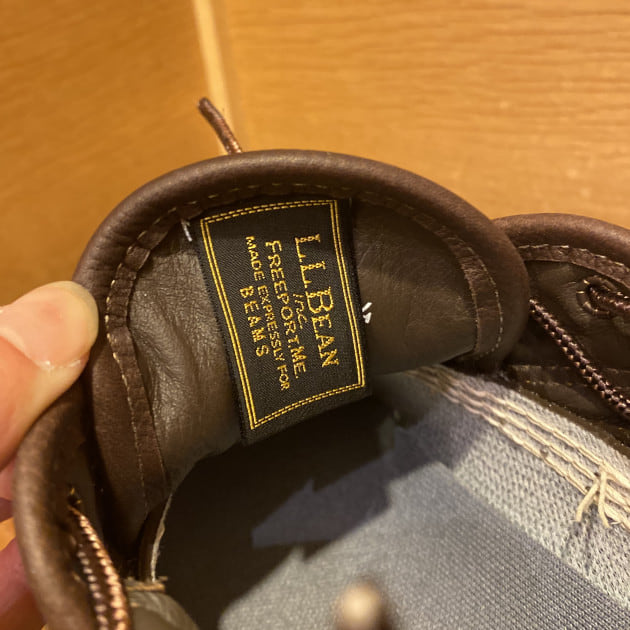 L.L.BEAN
INC.
FREEPORT, ME.
MADE EXPRESSLY FOR
BEAMS